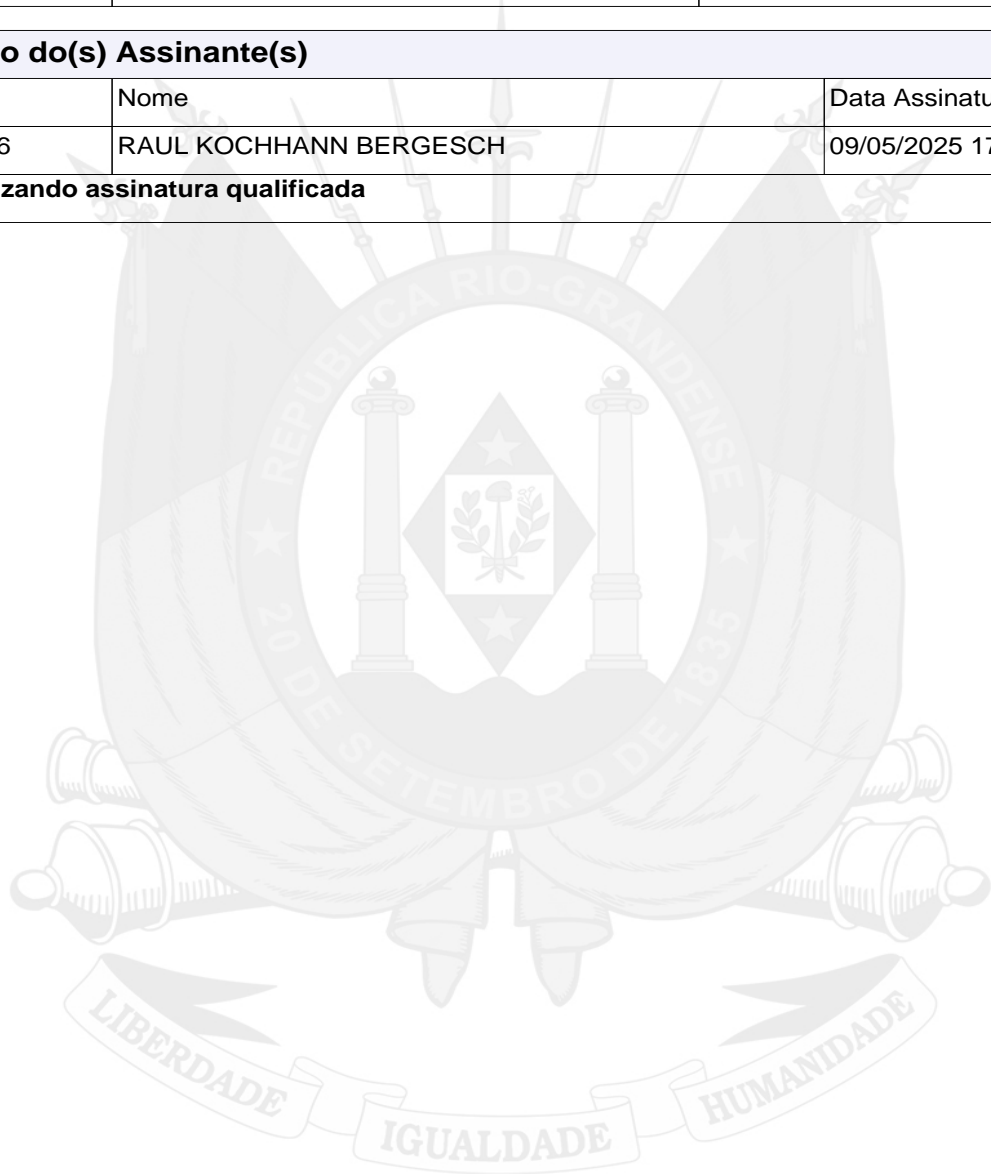 o do(s) Assinante(s)
Nome Data Assinatu
6 RAUL KOCHHANN BERGESCH 09/05/2025 17
zando assinatura qualificada
REPÚBLICA RIO-GRANDENSE
20 DE SETEMBRO DE 1835
LIBERDADE IGUALDADE HUMANIDADE